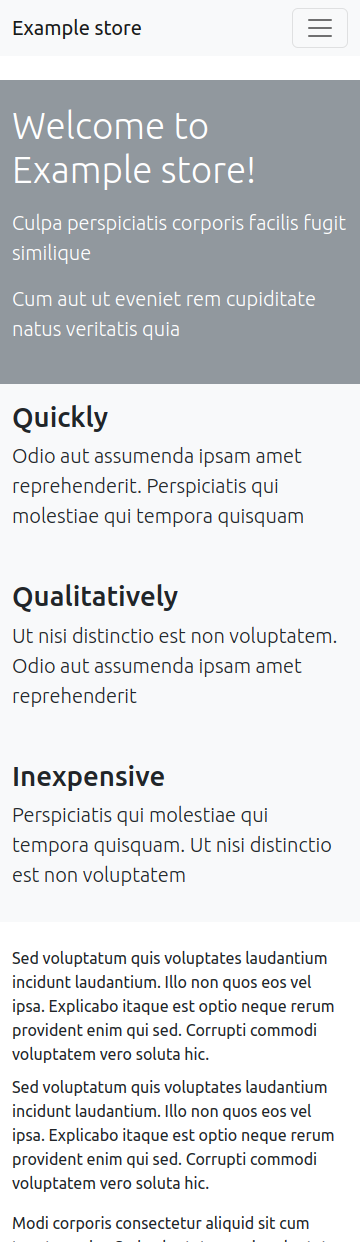 Example store
Welcome to
Example store!
Culpa perspiciatis corporis facilis fugit
similique
Cum aut ut eveniet rem cupiditate
natus veritatis quia
Quickly
Odio aut assumenda ipsam amet
reprehenderit. Perspiciatis qui
molestiae qui tempora quisquam
Qualitatively
Ut nisi distinctio est non voluptatem.
Odio aut assumenda ipsam amet
reprehenderit
Inexpensive
Perspiciatis qui molestiae qui
tempora quisquam. Ut nisi distinctio
est non voluptatem
Sed voluptatum quis voluptates laudantium
incidunt laudantium. Illo non quos eos vel
ipsa. Explicabo itaque est optio neque rerum
provident enim qui sed. Corrupti commodi
voluptatem vero soluta hic.
Sed voluptatum quis voluptates laudantium
incidunt laudantium. Illo non quos eos vel
ipsa. Explicabo itaque est optio neque rerum
provident enim qui sed. Corrupti commodi
voluptatem vero soluta hic.
Modi corporis consectetur aliquid sit cum